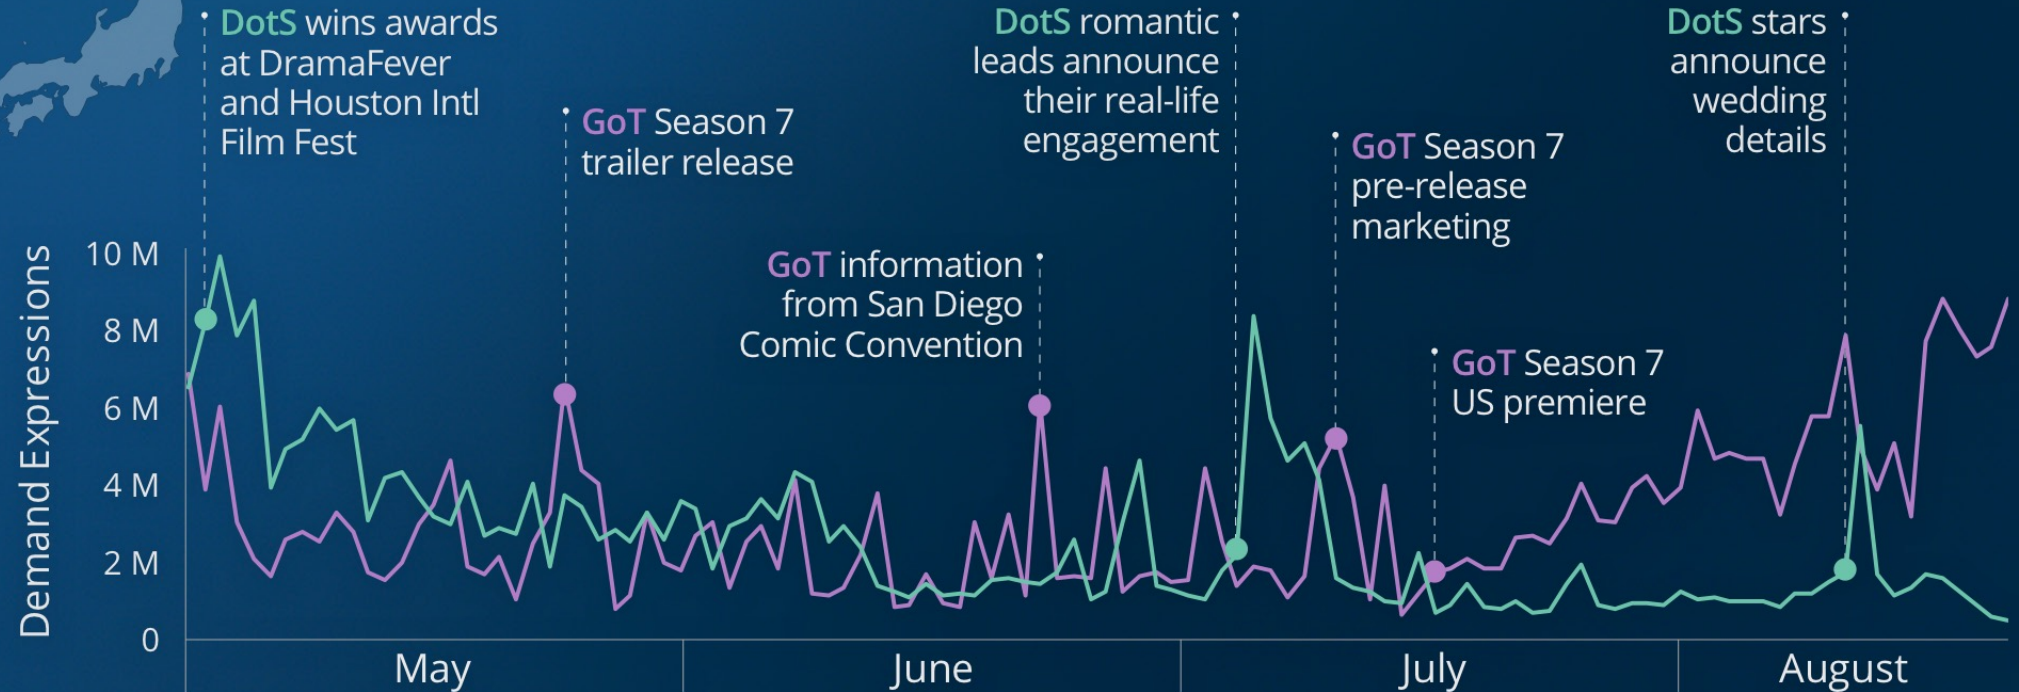 DotS wins awards
at DramaFever
and Houston Intl
Film Fest
GoT Season 7
trailer release
GoT information
from San Diego
Comic Convention
DotS romantic
leads announce
their real-life
engagement
GoT Season 7
pre-release
marketing
GoT Season 7
US premiere
DotS stars
announce
wedding
details
Demand Expressions
10 M
8 M
6 M
4 M
2 M
0
May
June
July
August